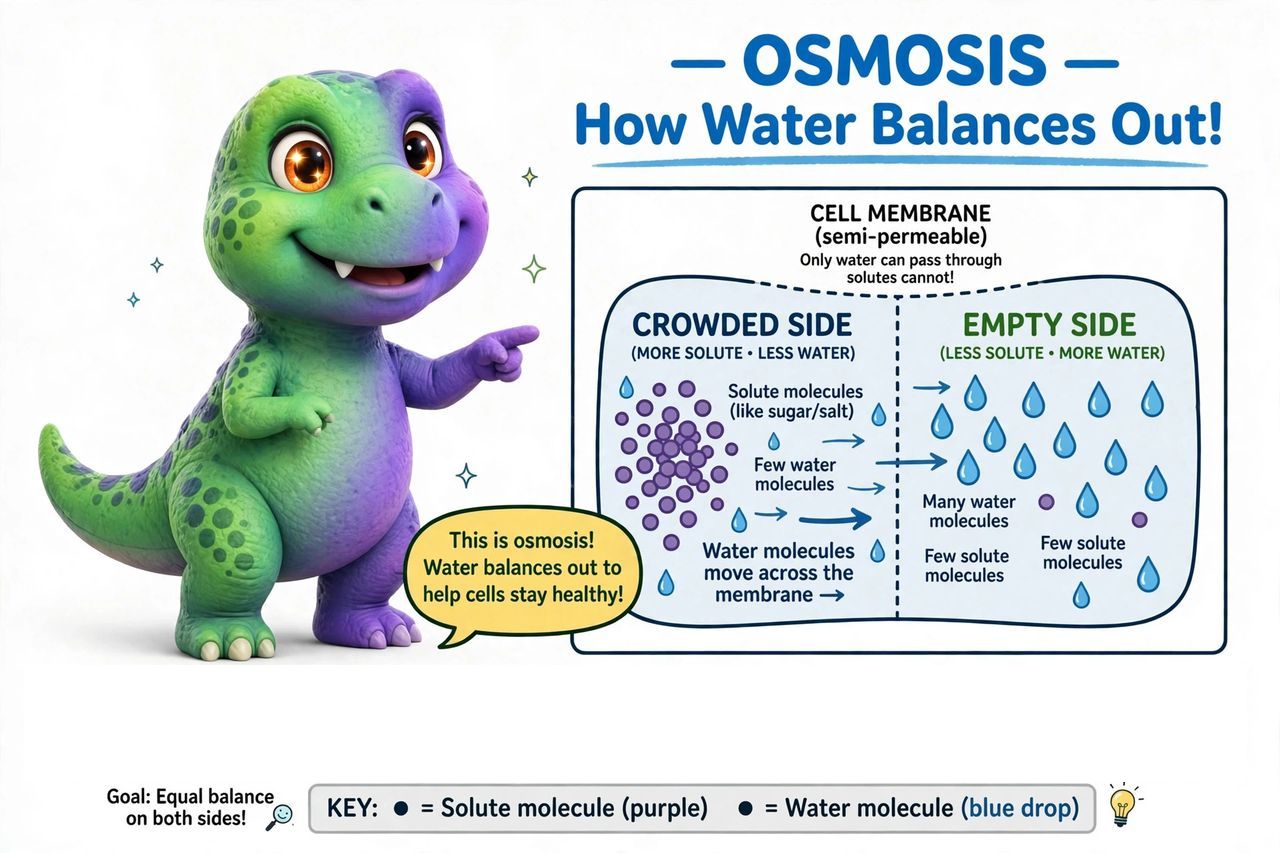 — OSMOSIS —
How Water Balances Out!
CELL MEMBRANE
(semi-permeable)
Only water can pass through
solutes cannot!
CROWDED SIDE
(MORE SOLUTE • LESS WATER)
Solute molecules
(like sugar/salt)
Few water
molecules
Water molecules
move across the
membrane →
EMPTY SIDE
(LESS SOLUTE • MORE WATER)
Many water
molecules
Few solute
molecules
Few solute
molecules
This is osmosis!
Water balances out to
help cells stay healthy!
Goal: Equal balance
on both sides!
KEY: ● = Solute molecule (purple) ● = Water molecule (blue drop)